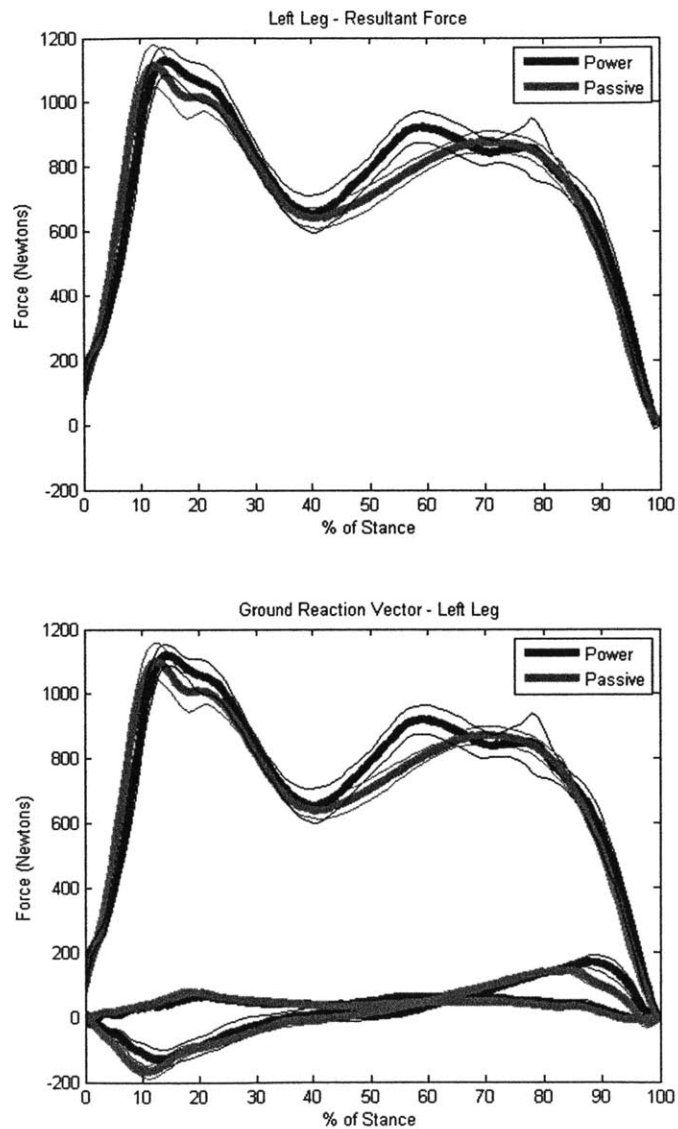 Left Leg - Resultant Force
1200
1000
800
600
400
200
0
-200
Force (Newtons)
Power
Passive
0 10 20 30 40 50 60 70 80 90 100
% of Stance
Ground Reaction Vector - Left Leg
1200
1000
800
600
400
200
0
-200
Force (Newtons)
Power
Passive
0 10 20 30 40 50 60 70 80 90 100
% of Stance